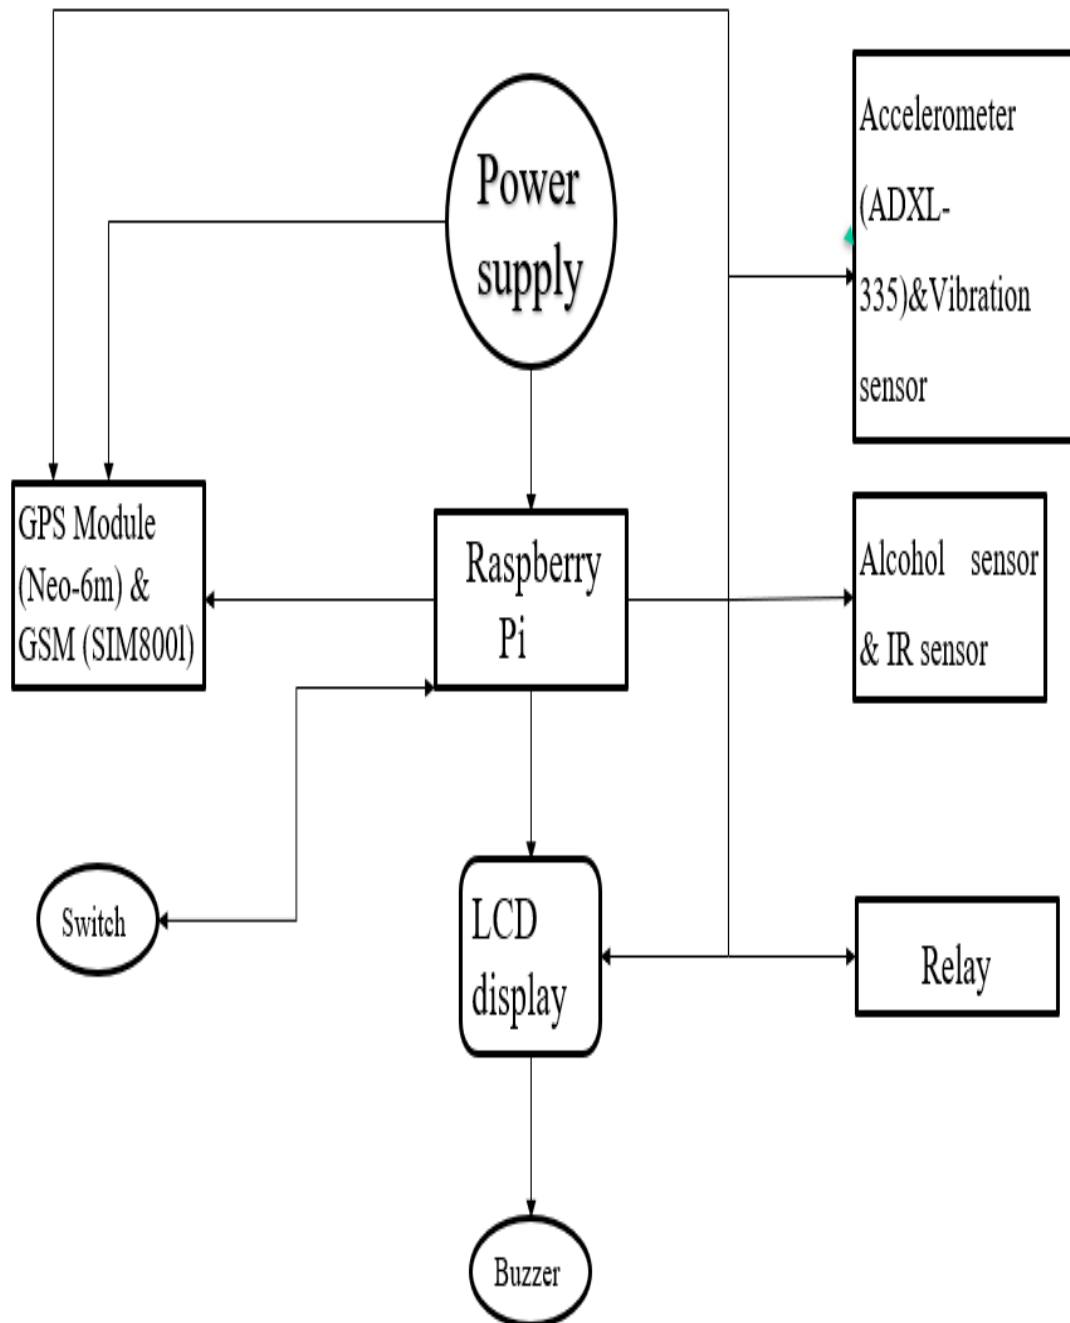 Power
supply
Accelerometer
(ADXL-
335)&Vibration
sensor
GPS Module
(Neo-6m) &
GSM (SIM800l)
Raspberry
Pi
Alcohol sensor
& IR sensor
Switch
LCD
display
Relay
Buzzer